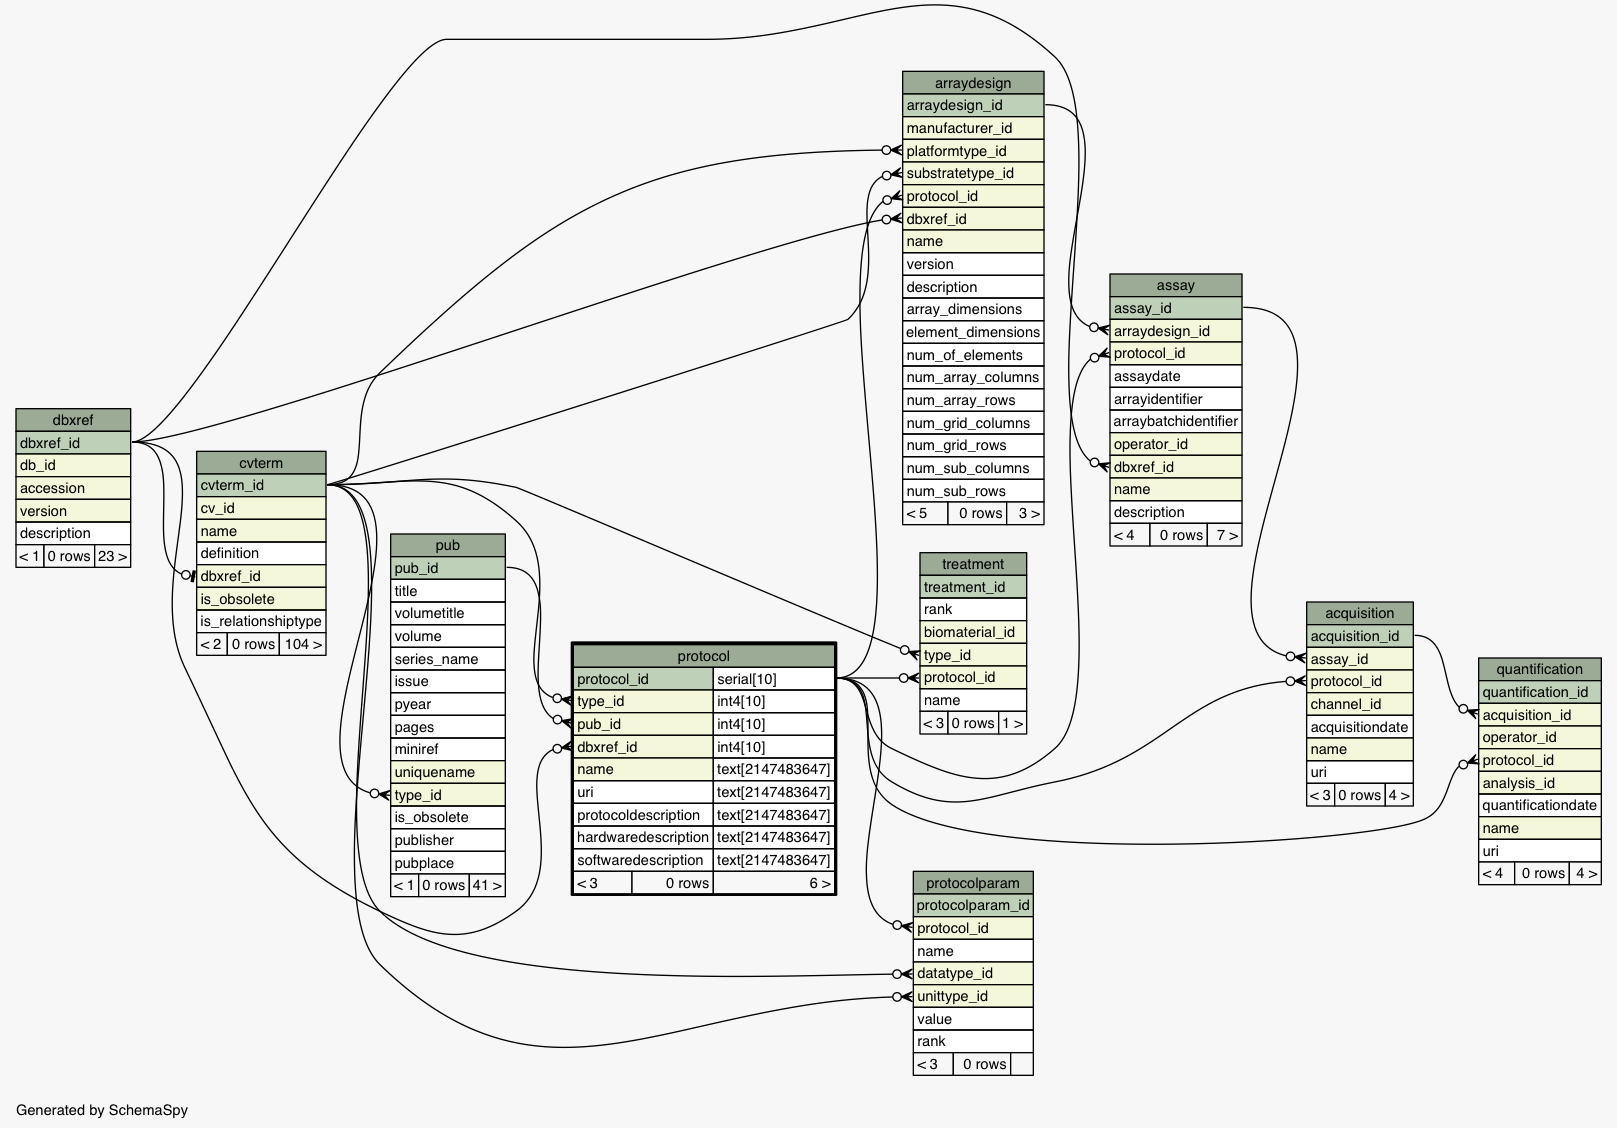 arraydesign
arraydesign_id
manufacturer_id
platformtype_id
substratetype_id
protocol_id
dbxref_id
name
version
description
array_dimensions
element_dimensions
num_of_elements
num_array_columns
num_array_rows
num_grid_columns
num_grid_rows
num_sub_columns
num_sub_rows
< 5 0 rows 3 >
assay
assay_id
arraydesign_id
protocol_id
assaydate
arrayidentifier
arraybatchidentifier
operator_id
dbxref_id
name
description
< 4 0 rows 7 >
dbxref
dbxref_id
db_id
accession
version
description
< 1 0 rows 23 >
cvterm
cvterm_id
cv_id
name
definition
dbxref_id
is_obsolete
is_relationshiptype
< 2 0 rows 104 >
pub
pub_id
title
volumetitle
volume
series_name
issue
pyear
pages
miniref
uniquename
type_id
is_obsolete
publisher
pubplace
< 1 0 rows 41 >
protocol
protocol_id serial[10]
type_id int4[10]
pub_id int4[10]
dbxref_id int4[10]
name text[2147483647]
uri text[2147483647]
protocoldescription text[2147483647]
hardwaredescription text[2147483647]
softwaredescription text[2147483647]
< 3 0 rows 6 >
treatment
treatment_id
rank
biomaterial_id
type_id
protocol_id
name
< 3 0 rows 1 >
acquisition
acquisition_id
assay_id
protocol_id
channel_id
acquisitiondate
name
uri
< 3 0 rows 4 >
quantification
quantification_id
acquisition_id
operator_id
protocol_id
analysis_id
quantificationdate
name
uri
< 4 0 rows 4 >
protocolparam
protocolparam_id
protocol_id
name
datatype_id
unittype_id
value
rank
< 3 0 rows
Generated by SchemaSpy